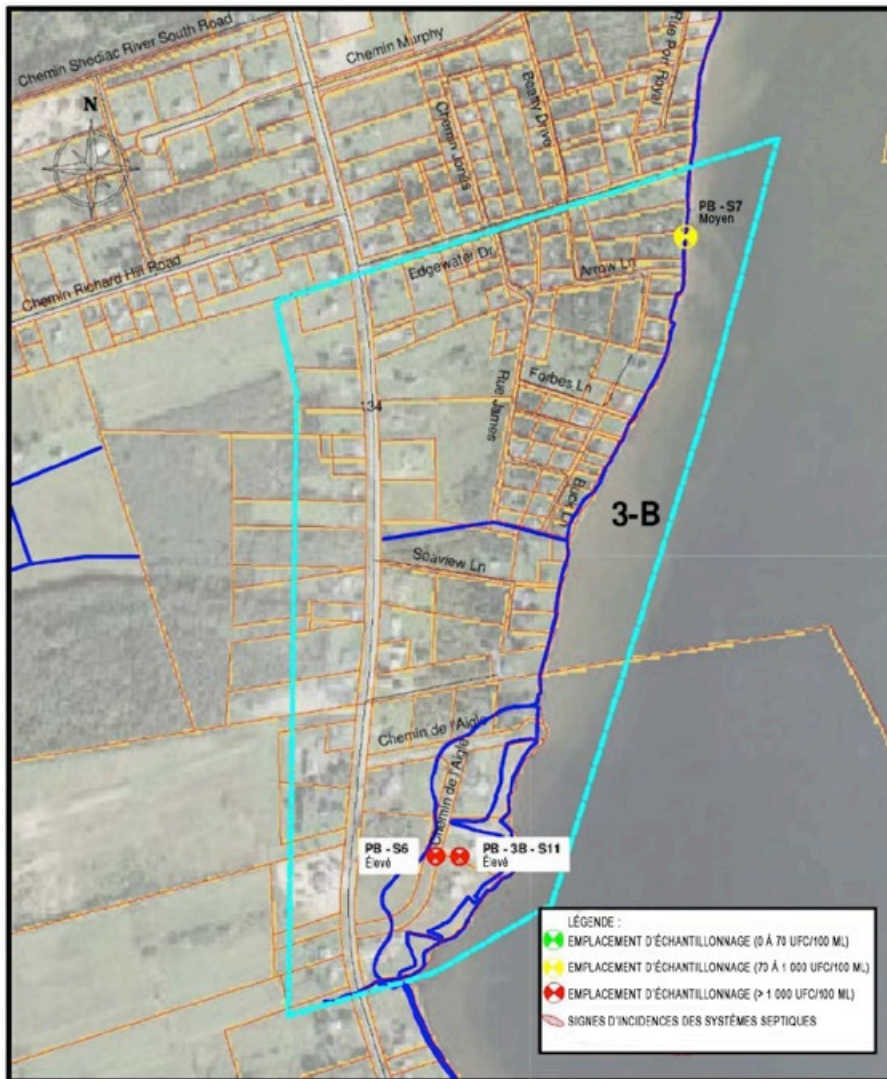 Chemin Shediac River South Road
Chemin Murphy
Rue Port Royal
N
Beatty Drive
Chemin Jones
PB - S7
Moyen
Edgewater Dr
Arrow Ln
Chemin Richard Hill Road
Forbes Ln
Rue James
134
Buck Ln
3-B
Seaview Ln
Chemin de l'Aigle
Chemin de l'Aigle
PB - S6
Élevé
PB - 3B - S11
Élevé
LÉGENDE :
EMPLACEMENT D'ÉCHANTILLONNAGE (0 À 70 UFC/100 ML)
EMPLACEMENT D'ÉCHANTILLONNAGE (70 À 1 000 UFC/100 ML)
EMPLACEMENT D'ÉCHANTILLONNAGE (> 1 000 UFC/100 ML)
SIGNES D'INCIDENCES DES SYSTÈMES SEPTIQUES